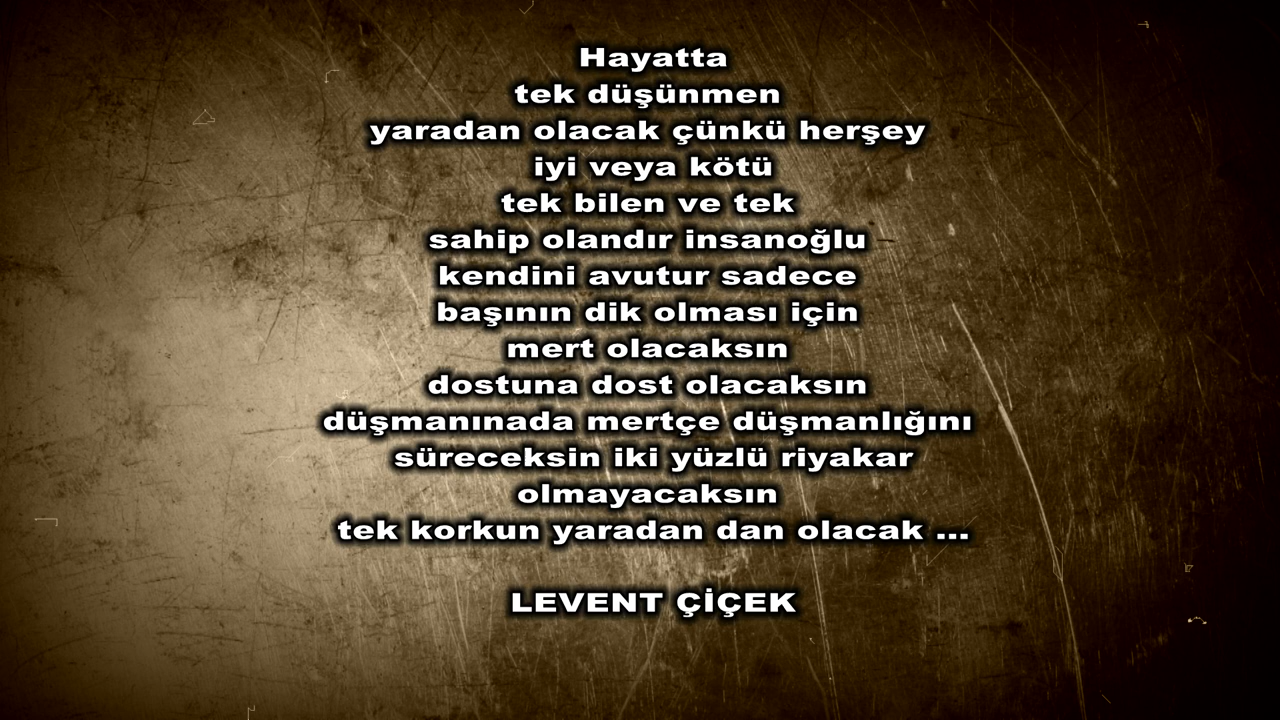 Hayatta
tek düşünmen
yaradan olacak çünkü herşey
iyi veya kötü
tek bilen ve tek
sahip olandır insanoğlu
kendini avutur sadece
başının dik olması için
mert olacaksın
dostuna dost olacaksın
düşmanınada mertçe düşmanlığını
süreceksin iki yüzlü riyakar
olmayacaksın
tek korkun yaradan dan olacak ...
LEVENT ÇİÇEK